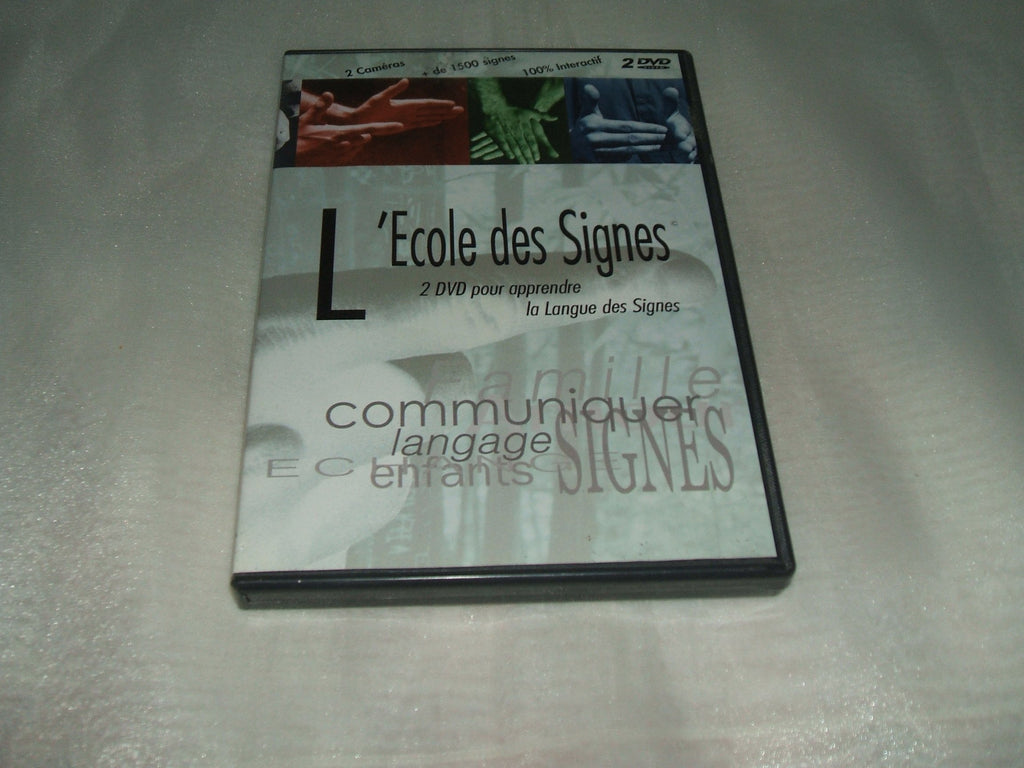 2 Caméras + de 1500 signes 100% Interactif 2 DVD VIDEO
L'Ecole des Signes©
2 DVD pour apprendre
la Langue des Signes
famille
communiquer
langage SIGNES
enfants